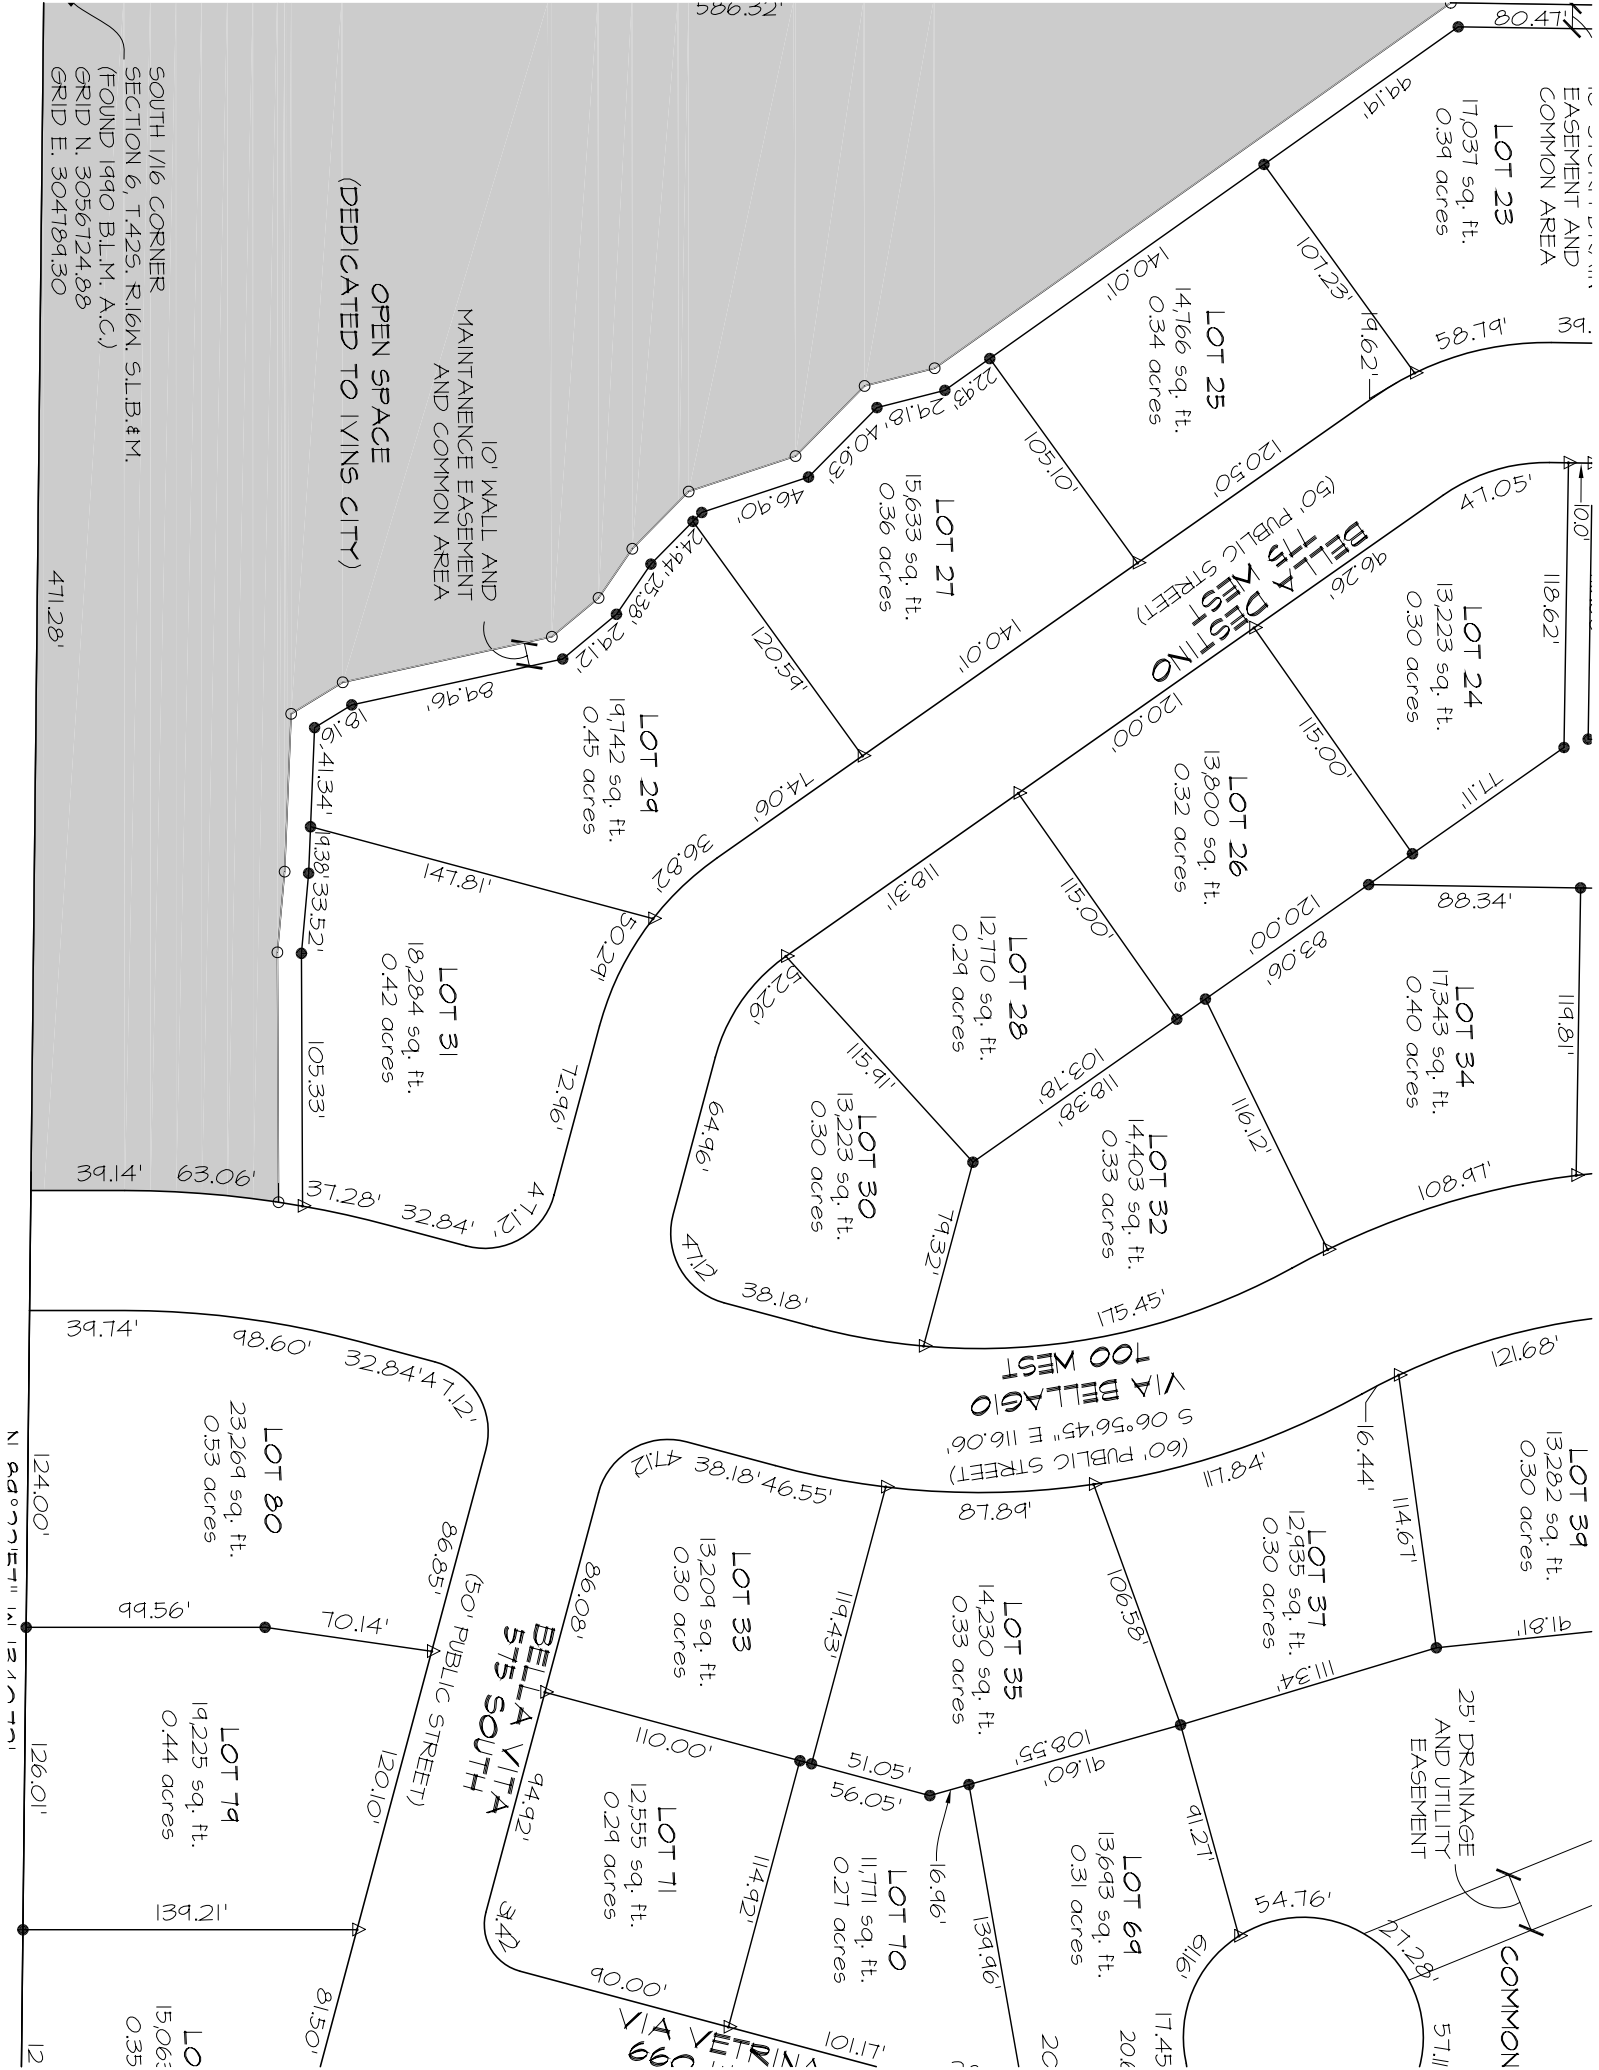 586.32'
80.47'
SOUTH 1/16 CORNER
SECTION 6, T.42S. R.16W. S.L.B.&M.
(FOUND 1990 B.L.M. A.C.)
GRID N. 3056724.88
GRID E. 304789.30
OPEN SPACE
(DEDICATED TO IVINS CITY)
10' WALL AND
MAINTANENCE EASEMENT
AND COMMON AREA
EASEMENT AND
COMMON AREA
LOT 23
17,037 sq. ft.
0.39 acres
99.19'
107.23'
19.62'
58.79'
39.
LOT 25
14,766 sq. ft.
0.34 acres
140.01'
105.10'
120.50'
LOT 27
15,633 sq. ft.
0.36 acres
22.93'
29.18'
40.63'
46.90'
120.59'
140.01'
(50' PUBLIC STREET)
775 WEST
BELLA DESTINO
47.05'
10.0'
96.26'
LOT 24
13,223 sq. ft.
0.30 acres
118.62'
77.11'
115.00'
120.00'
LOT 26
13,800 sq. ft.
0.32 acres
115.00'
120.00'
83.06'
88.34'
119.81'
LOT 29
19,742 sq. ft.
0.45 acres
24.94'
25.38'
29.12'
89.96'
18.16'
41.34'
74.06'
36.82'
147.81'
LOT 31
18,284 sq. ft.
0.42 acres
19.38'
33.52'
105.33'
50.29'
72.96'
47.12'
37.28'
32.84'
39.14'
63.06'
471.28'
LOT 28
12,770 sq. ft.
0.29 acres
118.31'
115.91'
103.78'
118.38'
LOT 30
13,223 sq. ft.
0.30 acres
52.26'
64.96'
47.12'
38.18'
79.32'
LOT 32
14,403 sq. ft.
0.33 acres
116.12'
175.45'
LOT 34
17,343 sq. ft.
0.40 acres
108.97'
700 WEST
VIA BELLAGIO
S 06°56'45" E 116.06'
(60' PUBLIC STREET)
39.74'
98.60'
32.84'
47.12'
LOT 80
23,269 sq. ft.
0.53 acres
124.00'
99.56'
70.14'
86.85'
(50' PUBLIC STREET)
BELLA VITA
575 SOUTH
LOT 33
13,209 sq. ft.
0.30 acres
47.12'
38.18'
46.55'
86.08'
119.43'
110.00'
LOT 35
14,230 sq. ft.
0.33 acres
87.89'
106.58'
51.05'
108.55'
LOT 37
12,935 sq. ft.
0.30 acres
117.84'
16.44'
114.67'
111.34'
LOT 39
13,282 sq. ft.
0.30 acres
121.68'
91.81'
25' DRAINAGE
AND UTILITY
EASEMENT
LOT 79
19,225 sq. ft.
0.44 acres
126.01'
120.10'
139.21'
81.50'
LOT 71
12,555 sq. ft.
0.29 acres
94.92'
114.92'
90.00'
LOT 70
11,771 sq. ft.
0.27 acres
56.05'
16.96'
139.96'
101.17'
LOT 69
13,693 sq. ft.
0.31 acres
91.60'
91.27'
54.76'
27.28'
COMMON
VIA VETRINA
660
LO
15,063
0.35
12
17.45
57.11
20